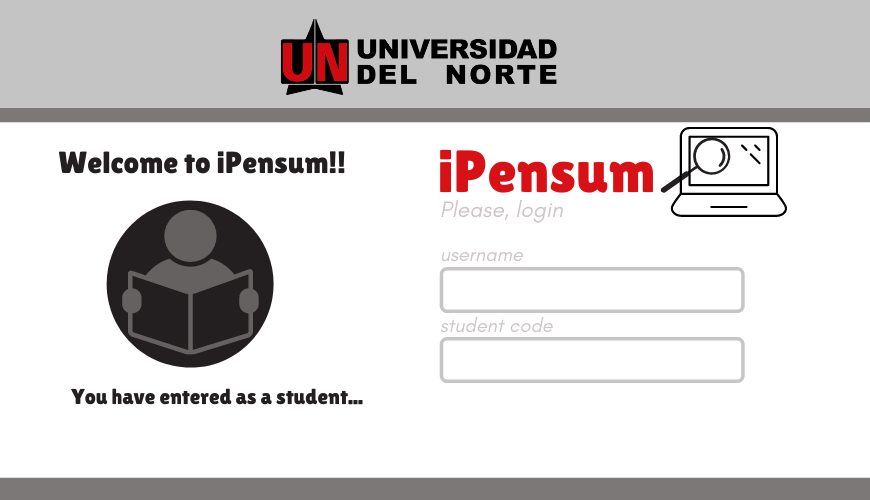 UN UNIVERSIDAD
DEL NORTE
Welcome to iPensum!!
You have entered as a student...
iPensum
Please, login
username
student code